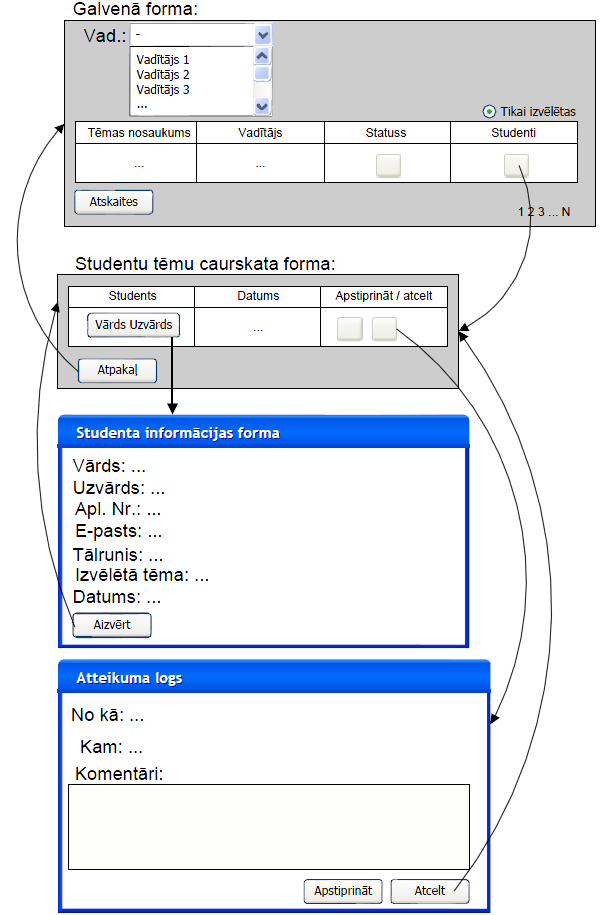 Galvenā forma:
Vad.: -
Vadītājs 1
Vadītājs 2
Vadītājs 3
...
Tikai izvēlētas
Tēmas nosaukums Vadītājs Statuss Studenti
... ...
Atskaites
1 2 3 ... N
Studentu tēmu caurskata forma:
Students Datums Apstiprināt / atcelt
Vārds Uzvārds ...
Atpakaļ
Studenta informācijas forma
Vārds: ...
Uzvārds: ...
Apl. Nr.: ...
E-pasts: ...
Tālrunis: ...
Izvēlētā tēma: ...
Datums: ...
Aizvērt
Atteikuma logs
No kā: ...
Kam: ...
Komentāri:
Apstiprināt Atcelt